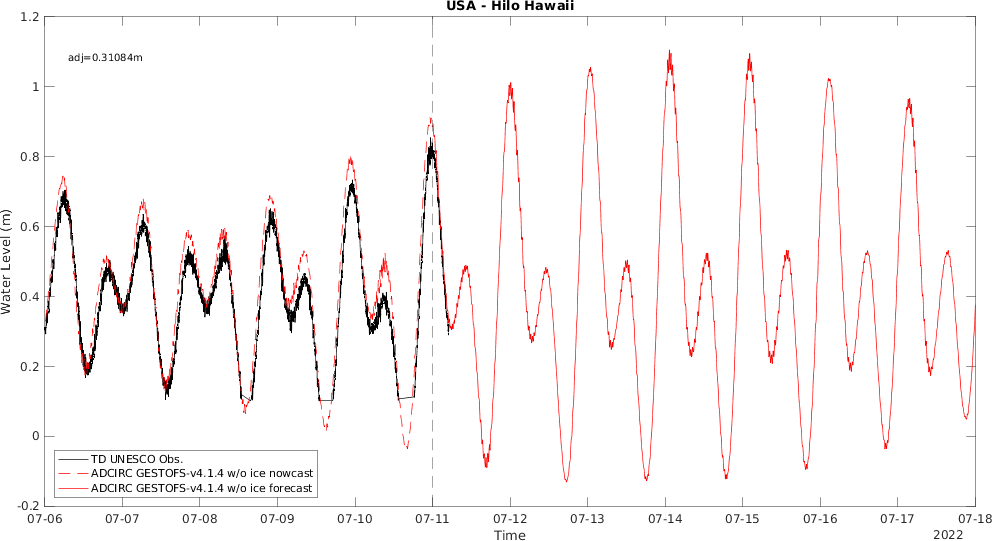 USA - Hilo Hawaii
adj=0.31084m
1.2
1
0.8
0.6
0.4
0.2
0
-0.2
Water Level (m)
TD UNESCO Obs.
ADCIRC GESTOFS-v4.1.4 w/o ice nowcast
ADCIRC GESTOFS-v4.1.4 w/o ice forecast
07-06 07-07 07-08 07-09 07-10 07-11 07-12 07-13 07-14 07-15 07-16 07-17 07-18
Time
2022